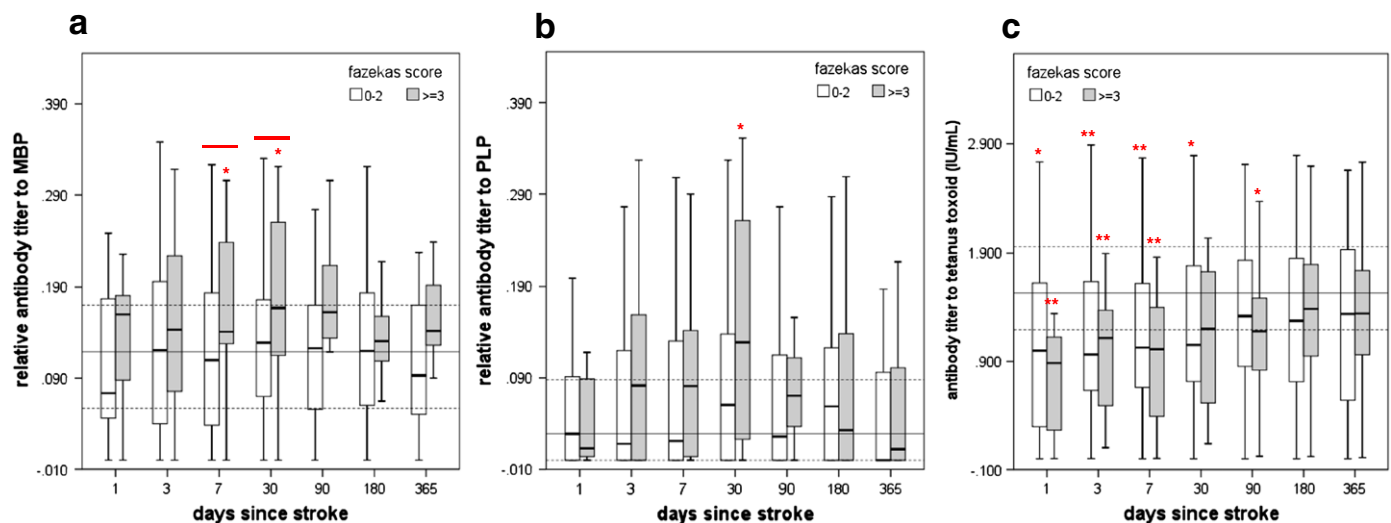 a
fazekas score
0-2 >=3
relative antibody titer to MBP
.390
.290
.190
.090
-.010
* *
1 3 7 30 90 180 365
days since stroke
b
fazekas score
0-2 >=3
relative antibody titer to PLP
.390
.290
.190
.090
-.010
*
1 3 7 30 90 180 365
days since stroke
c
fazekas score
0-2 >=3
antibody titer to tetanus toxoid (IU/mL)
2.900
1.900
.900
-.100
* ** ** *
** ** ** *
1 3 7 30 90 180 365
days since stroke